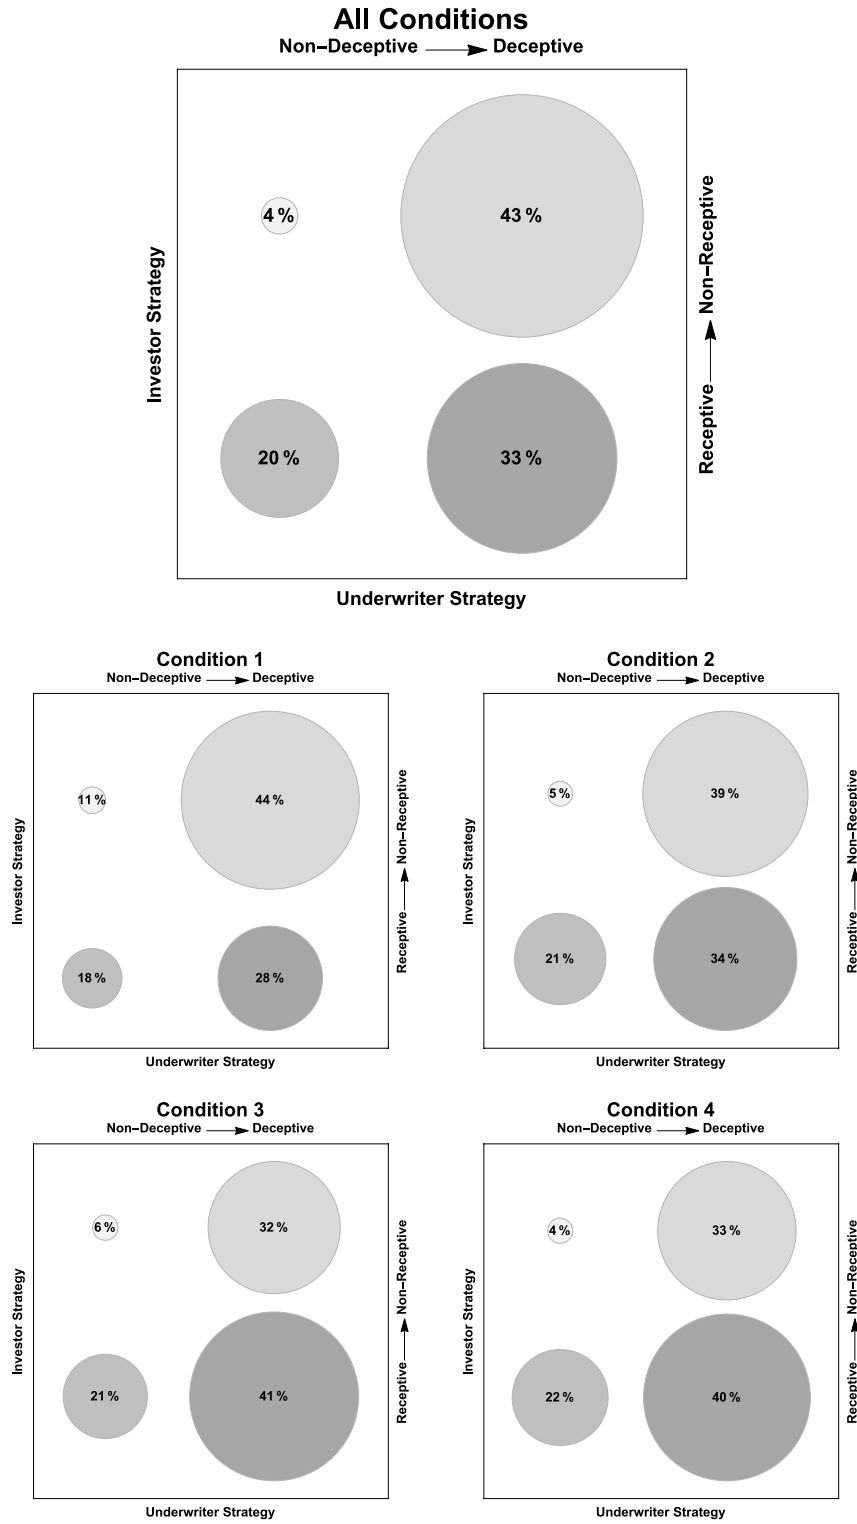 All Conditions
Non–Deceptive Deceptive
4 %
43 %
Investor Strategy
Receptive Non–Receptive
20 %
33 %
Underwriter Strategy
Condition 1
Non–Deceptive Deceptive
11 %
44 %
Investor Strategy
Receptive Non–Receptive
18 %
28 %
Underwriter Strategy
Condition 2
Non–Deceptive Deceptive
5 %
39 %
Investor Strategy
Receptive Non–Receptive
21 %
34 %
Underwriter Strategy
Condition 3
Non–Deceptive Deceptive
6 %
32 %
Investor Strategy
Receptive Non–Receptive
21 %
41 %
Underwriter Strategy
Condition 4
Non–Deceptive Deceptive
4 %
33 %
Investor Strategy
Receptive Non–Receptive
22 %
40 %
Underwriter Strategy